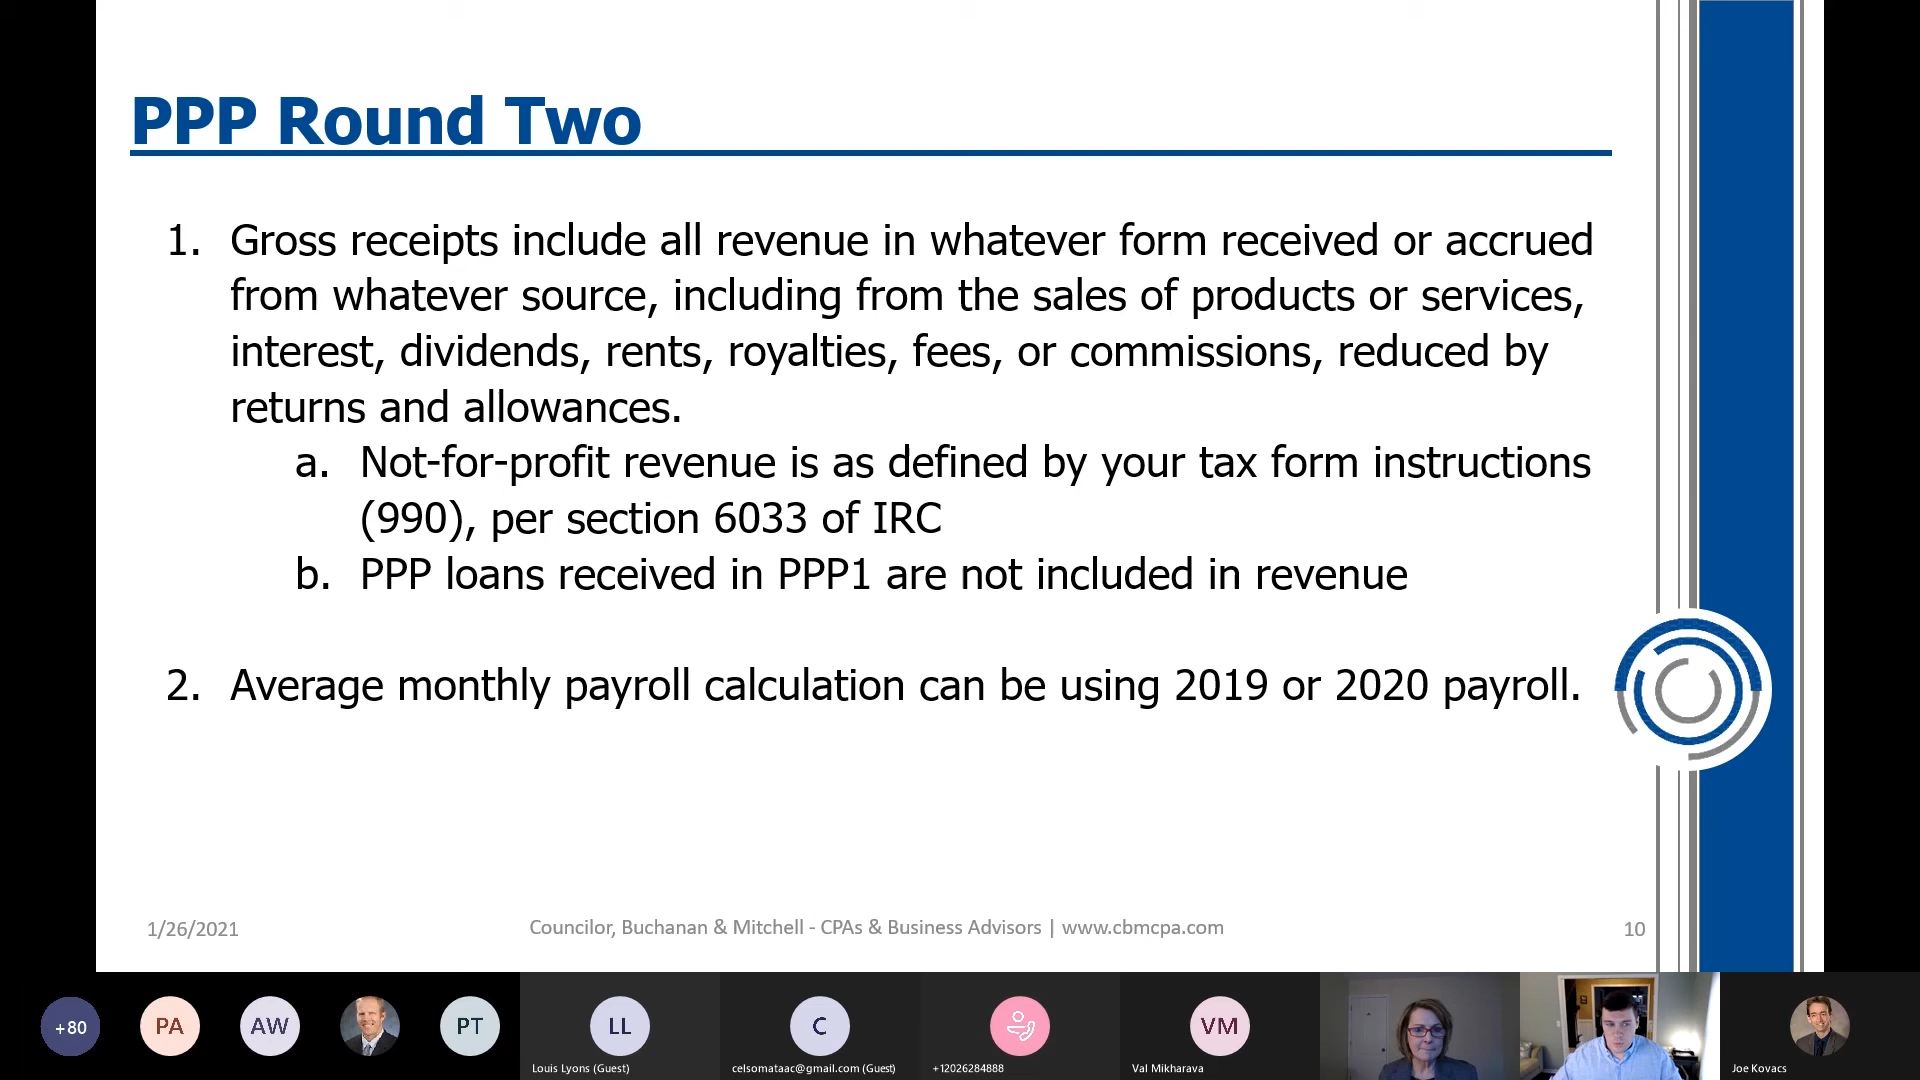 PPP Round Two
1. Gross receipts include all revenue in whatever form received or accrued
from whatever source, including from the sales of products or services,
interest, dividends, rents, royalties, fees, or commissions, reduced by
returns and allowances.
a. Not-for-profit revenue is as defined by your tax form instructions
(990), per section 6033 of IRC
b. PPP loans received in PPP1 are not included in revenue
2. Average monthly payroll calculation can be using 2019 or 2020 payroll.
1/26/2021
Councilor, Buchanan & Mitchell - CPAs & Business Advisors | www.cbmcpa.com
10
+80
PA
AW
PT
LL
C
VM
Louis Lyons (Guest)
celsomataac@gmail.com (Guest)
+12026284888
Val Mikharava
Joe Kovacs